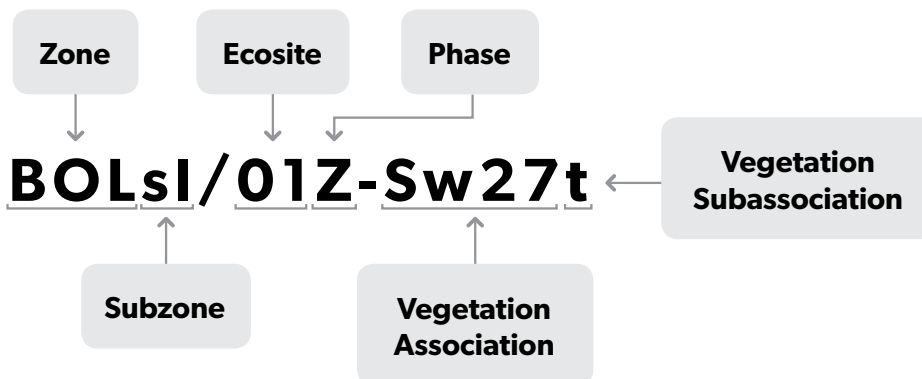 Zone
Ecosite
Phase
BOLsl/01Z-Sw27t
Vegetation
Subassociation
Subzone
Vegetation
Association